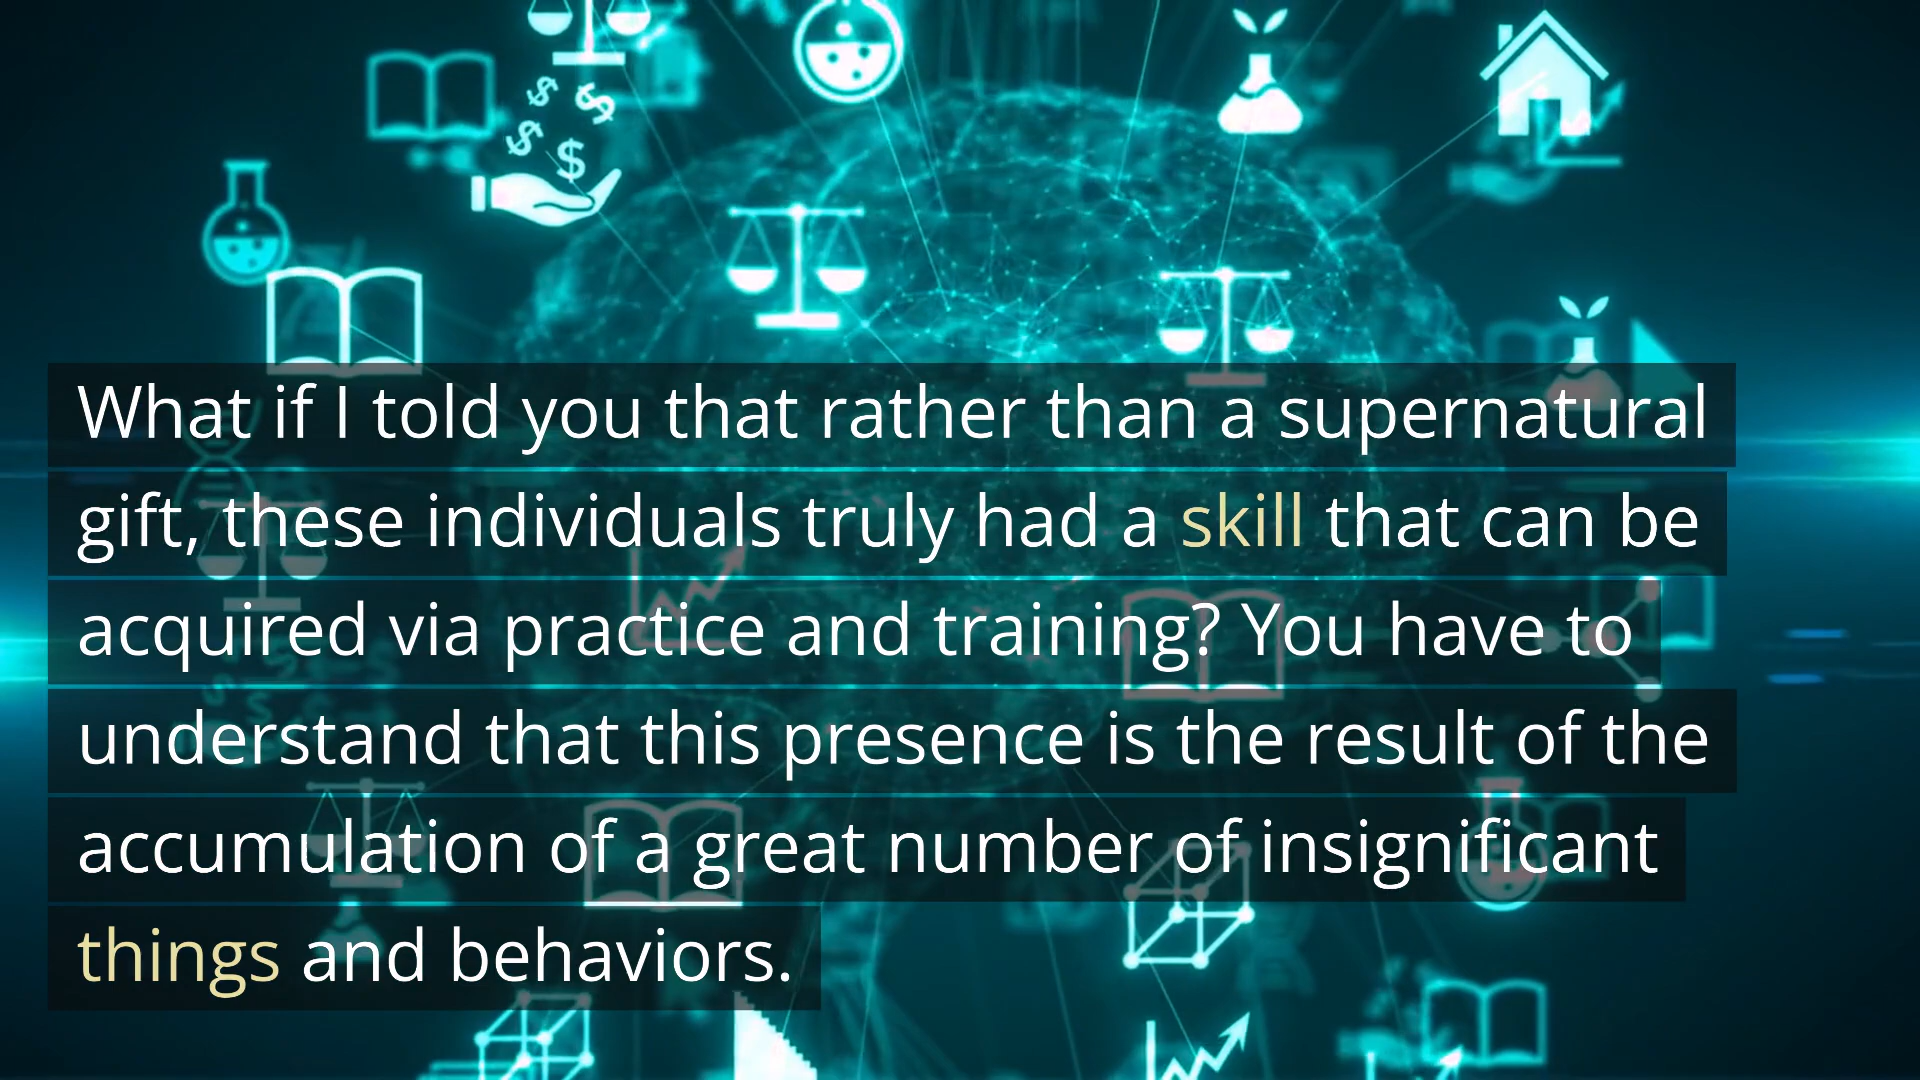 What if I told you that rather than a supernatural
gift, these individuals truly had a skill that can be
acquired via practice and training? You have to
understand that this presence is the result of the
accumulation of a great number of insignificant
things and behaviors.